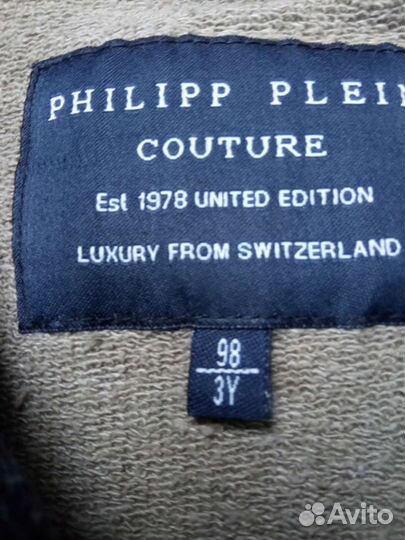 PHILIPP PLEIN
COUTURE
Est 1978 UNITED EDITION
LUXURY FROM SWITZERLAND
98
3Y
Avito